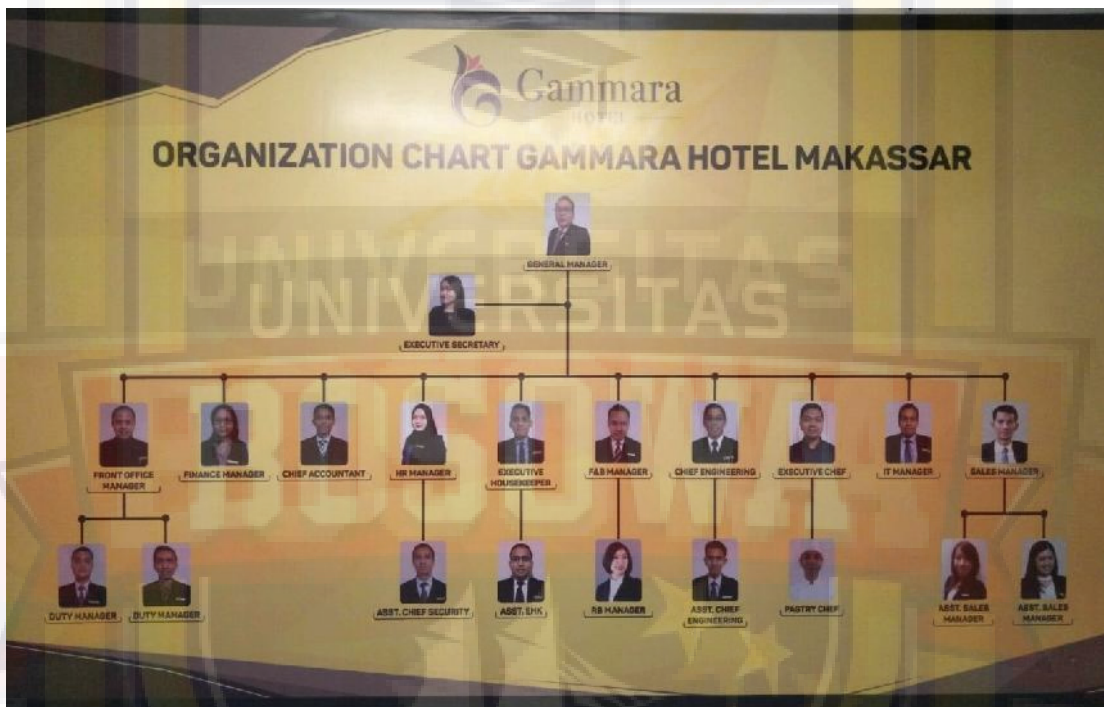 Gammara
HOTEL
ORGANIZATION CHART GAMMARA HOTEL MAKASSAR
GENERAL MANAGER
EXECUTIVE SECRETARY
UNIVERSITAS
UNIVERSITAS
BOSOWA
FRONT OFFICE
MANAGER
FINANCE MANAGER
CHIEF ACCOUNTANT
HR MANAGER
EXECUTIVE
HOUSEKEEPER
F&B MANAGER
CHIEF ENGINEERING
EXECUTIVE CHEF
IT MANAGER
SALES MANAGER
DUTY MANAGER
DUTY MANAGER
ASST. CHIEF SECURITY
ASST. EHK
RB MANAGER
ASST. CHIEF
ENGINEERING
PASTRY CHEF
ASST. SALES
MANAGER
ASST. SALES
MANAGER